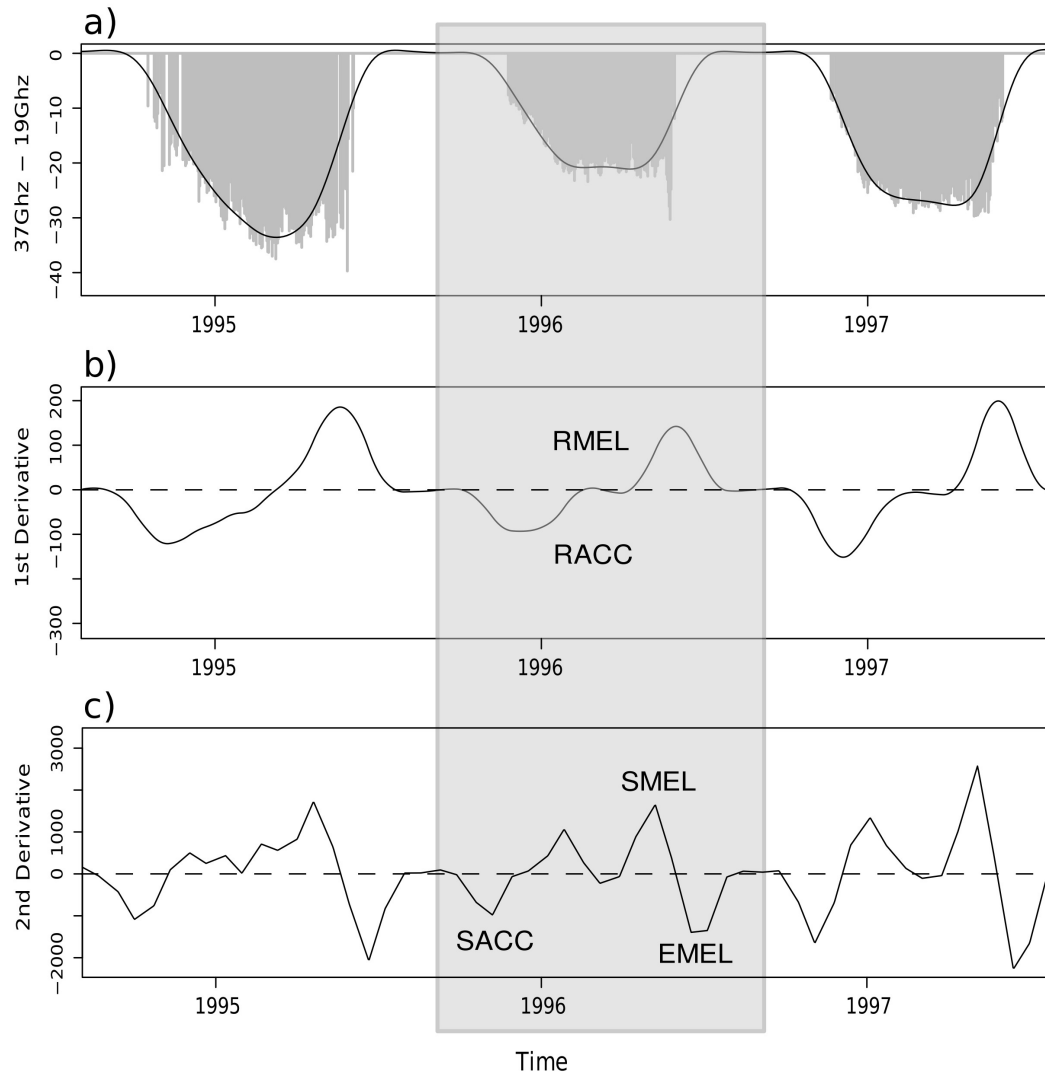 a)
37Ghz − 19Ghz
0
−10
−20
−30
−40
1995 1996 1997
b)
1st Derivative
200
100
0
−100
−300
RMEL
RACC
1995 1996 1997
c)
2nd Derivative
3000
1000
0
−2000
SMEL
SACC
EMEL
1995 1996 1997
Time